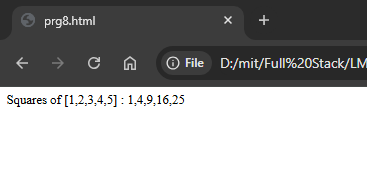 prg8.html
File D:/mit/Full%20Stack/LM
Squares of [1,2,3,4,5] : 1,4,9,16,25